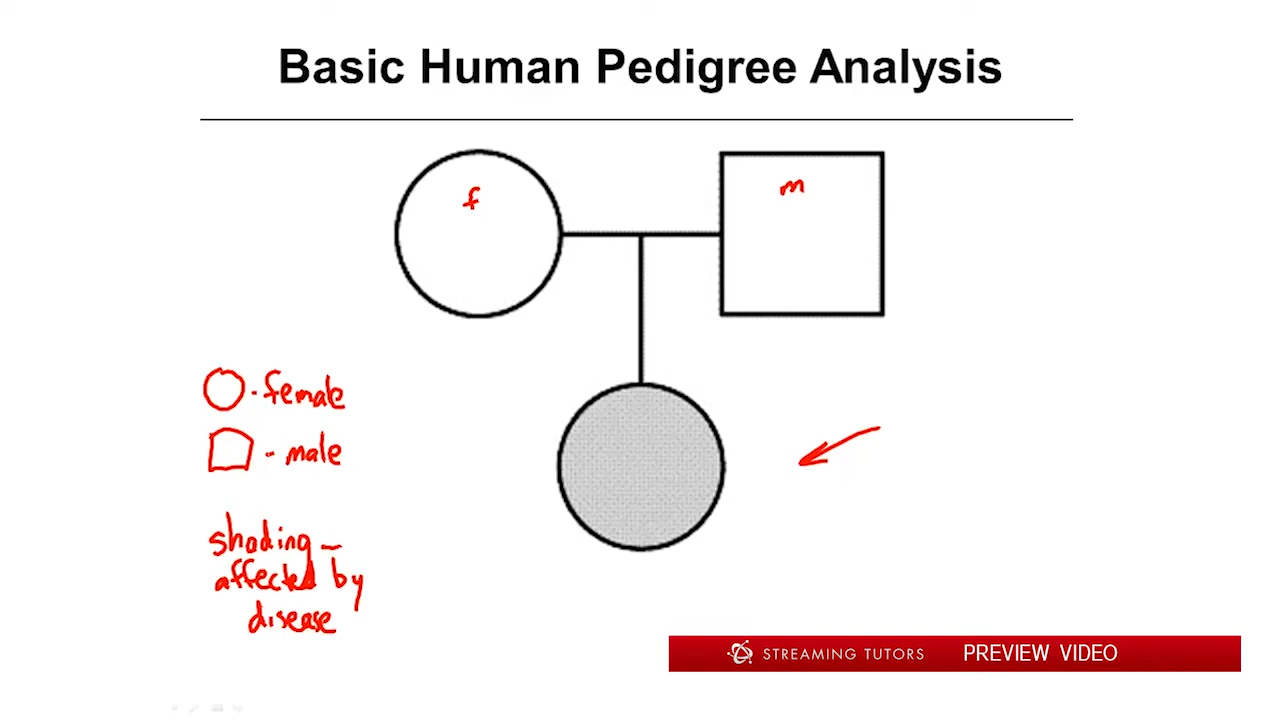 Basic Human Pedigree Analysis
f
m
- female
- male
shading -
affected by
disease
STREAMING TUTORS PREVIEW VIDEO